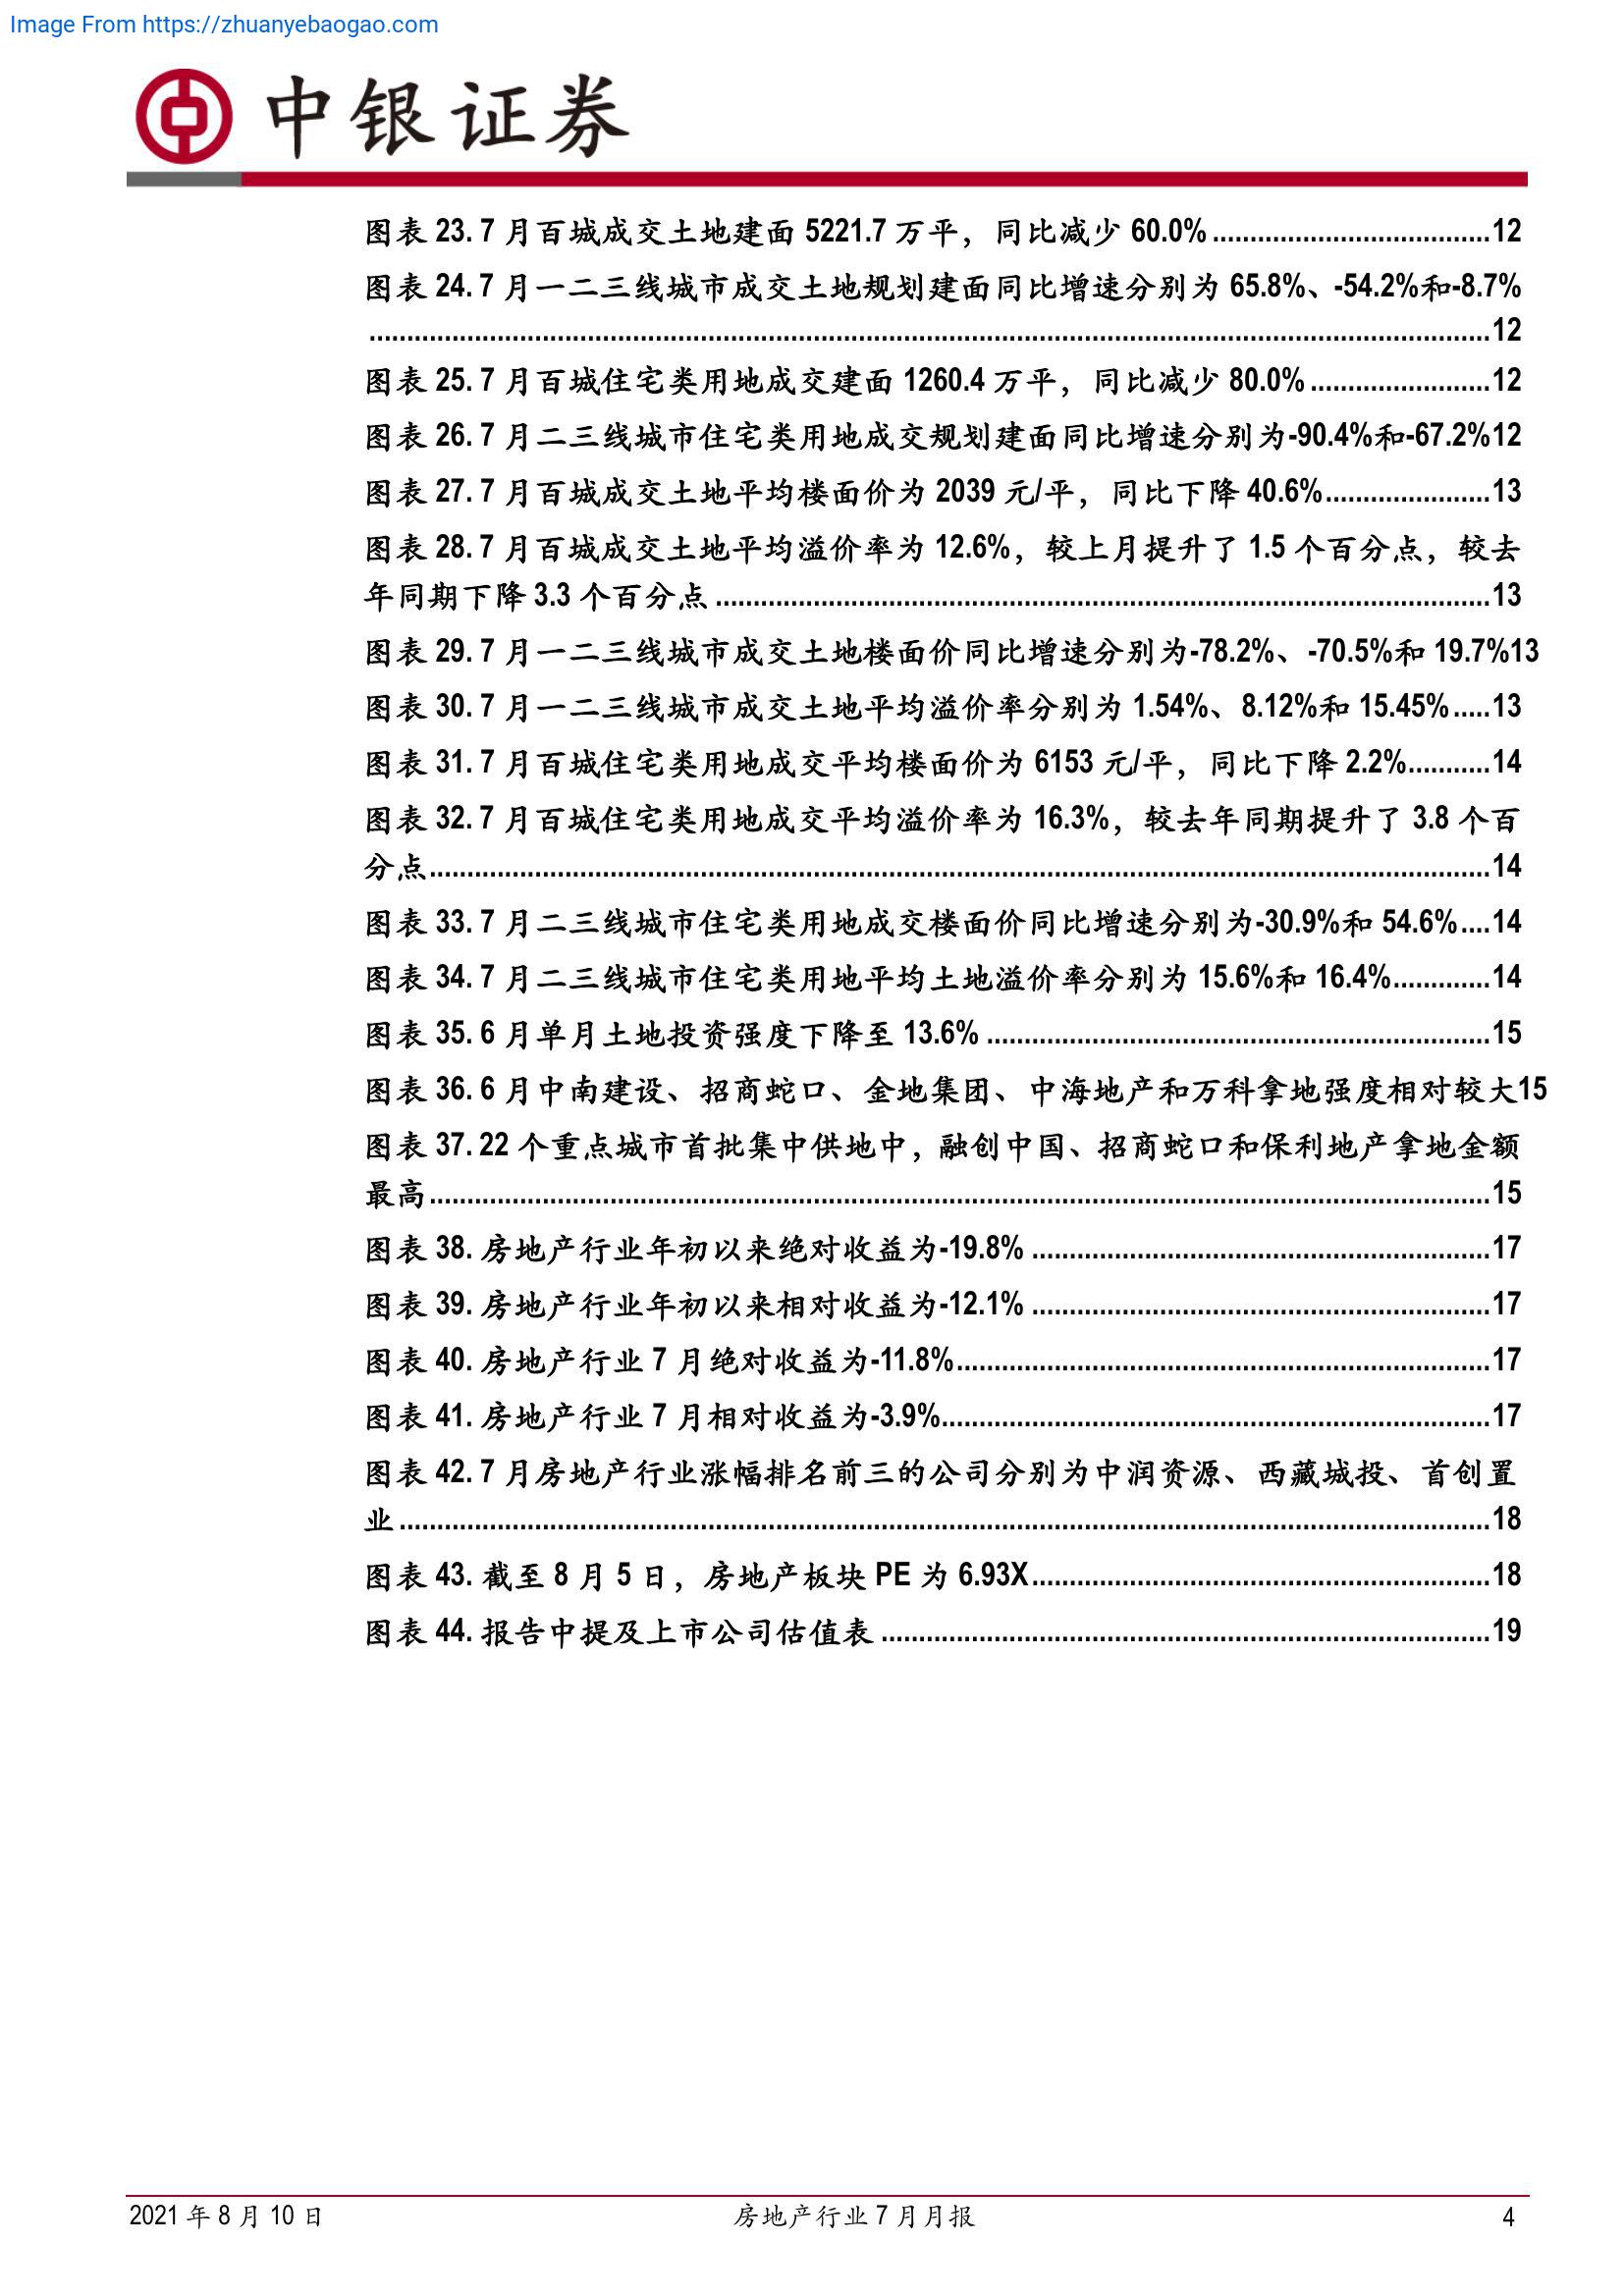 Image From https://zhuanyebaogao.com
中银证券
图表 23. 7 月百城成交土地建面 5221.7 万平，同比减少 60.0%.....................................12
图表 24. 7 月一二三线城市成交土地规划建面同比增速分别为 65.8%、-54.2%和-8.7%
.....................................................................................................................................................12
图表 25. 7 月百城住宅类用地成交建面 1260.4 万平，同比减少 80.0%........................12
图表 26. 7 月二三线城市住宅类用地成交规划建面同比增速分别为-90.4%和-67.2%12
图表 27. 7 月百城成交土地平均楼面价为 2039 元/平，同比下降 40.6%......................13
图表 28. 7 月百城成交土地平均溢价率为 12.6%，较上月提升了 1.5 个百分点，较去
年同期下降 3.3 个百分点.......................................................................................................13
图表 29. 7 月一二三线城市成交土地楼面价同比增速分别为-78.2%、-70.5%和 19.7%13
图表 30. 7 月一二三线城市成交土地平均溢价率分别为 1.54%、8.12%和 15.45%.....13
图表 31. 7 月百城住宅类用地成交平均楼面价为 6153 元/平，同比下降 2.2%...........14
图表 32. 7 月百城住宅类用地成交平均溢价率为 16.3%，较去年同期提升了 3.8 个百
分点.............................................................................................................................................14
图表 33. 7 月二三线城市住宅类用地成交楼面价同比增速分别为-30.9%和 54.6%....14
图表 34. 7 月二三线城市住宅类用地平均土地溢价率分别为 15.6%和 16.4%.............14
图表 35. 6 月单月土地投资强度下降至 13.6%...................................................................15
图表 36. 6 月中南建设、招商蛇口、金地集团、中海地产和万科拿地强度相对较大15
图表 37. 22 个重点城市首批集中供地中，融创中国、招商蛇口和保利地产拿地金额
最高.............................................................................................................................................15
图表 38. 房地产行业年初以来绝对收益为-19.8%.............................................................17
图表 39. 房地产行业年初以来相对收益为-12.1%.............................................................17
图表 40. 房地产行业 7 月绝对收益为-11.8%.......................................................................17
图表 41. 房地产行业 7 月相对收益为-3.9%.........................................................................17
图表 42. 7 月房地产行业涨幅排名前三的公司分别为中润资源、西藏城投、首创置
业.................................................................................................................................................18
图表 43. 截至 8 月 5 日，房地产板块 PE 为 6.93X.............................................................18
图表 44. 报告中提及上市公司估值表.................................................................................19
2021 年 8 月 10 日
房地产行业 7 月月报
4